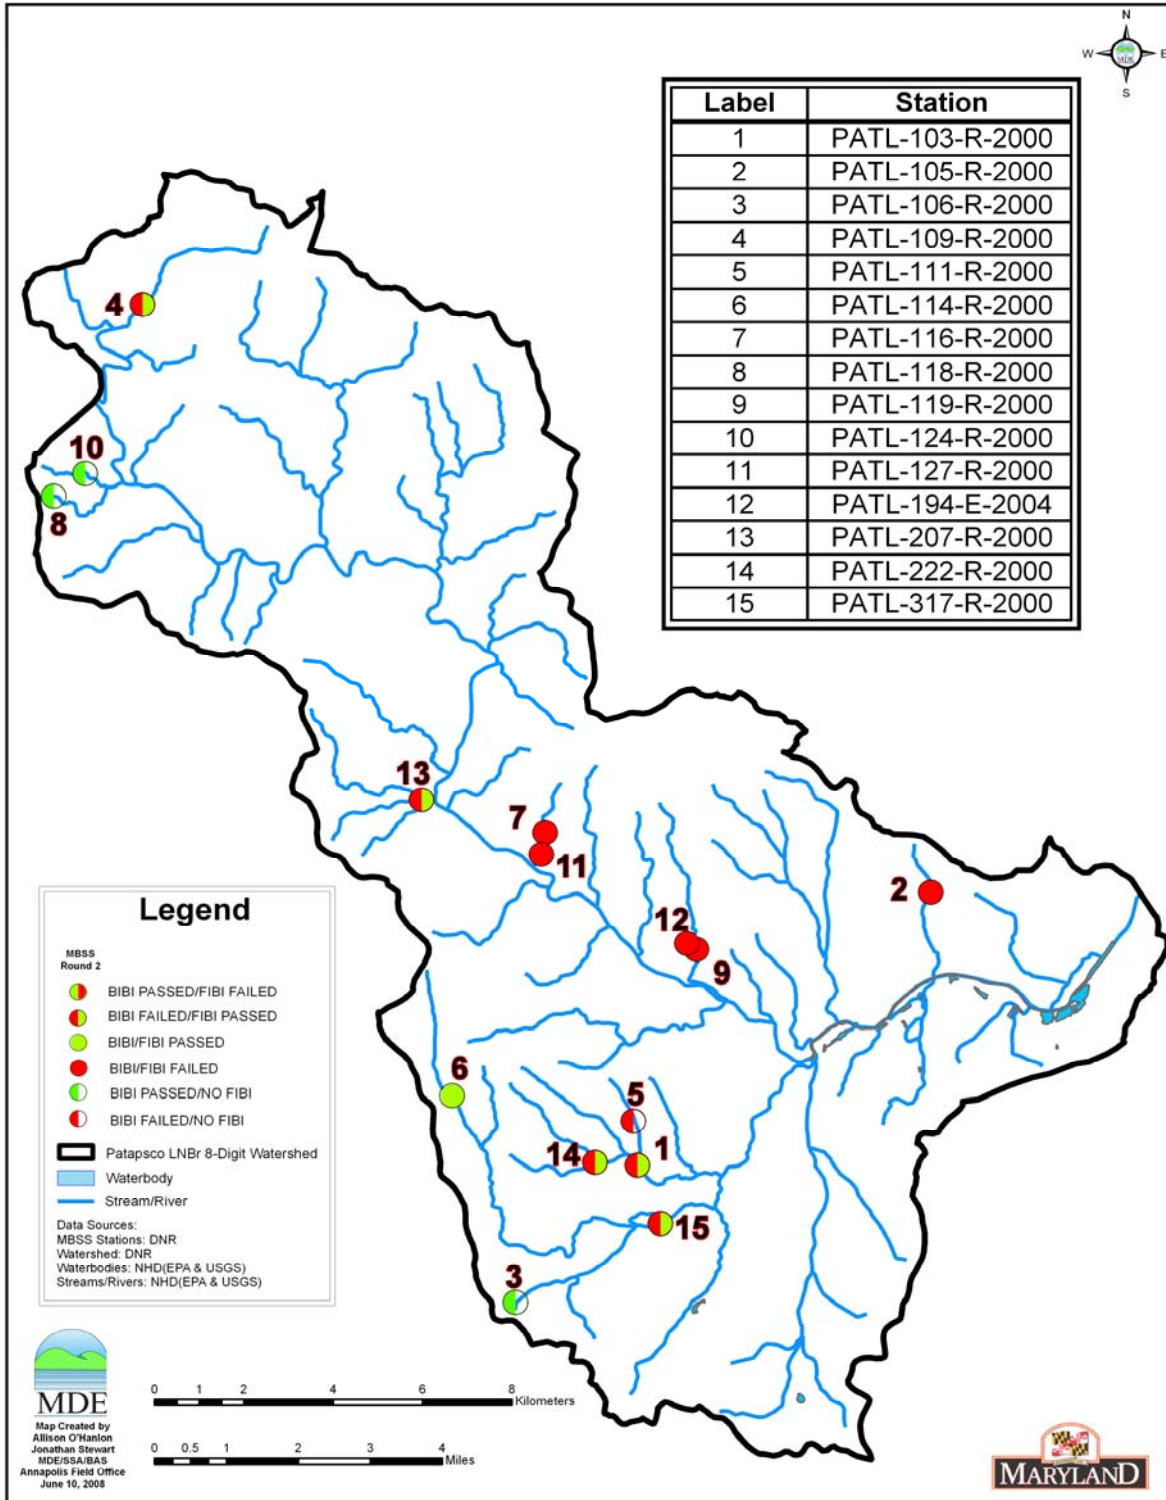 N
W
E
MDE
S
Label Station
1 PATL-103-R-2000
2 PATL-105-R-2000
3 PATL-106-R-2000
4 PATL-109-R-2000
5 PATL-111-R-2000
6 PATL-114-R-2000
7 PATL-116-R-2000
8 PATL-118-R-2000
9 PATL-119-R-2000
10 PATL-124-R-2000
11 PATL-127-R-2000
12 PATL-194-E-2004
13 PATL-207-R-2000
14 PATL-222-R-2000
15 PATL-317-R-2000
4
10
8
13
7
11
2
12
9
6
5
14
1
15
3
Legend
MBSS
Round 2
BIBI PASSED/FIBI FAILED
BIBI FAILED/FIBI PASSED
BIBI/FIBI PASSED
BIBI/FIBI FAILED
BIBI PASSED/NO FIBI
BIBI FAILED/NO FIBI
Patapsco LNBr 8-Digit Watershed
Waterbody
Stream/River
Data Sources:
MBSS Stations: DNR
Watershed: DNR
Waterbodies: NHD(EPA & USGS)
Streams/Rivers: NHD(EPA & USGS)
MDE
Map Created by
Allison O'Hanlon
Jonathan Stewart
MDE/SSA/BAS
Annapolis Field Office
June 10, 2008
0 1 2 4 6 8
Kilometers
0 0.5 1 2 3 4
Miles
MARYLAND